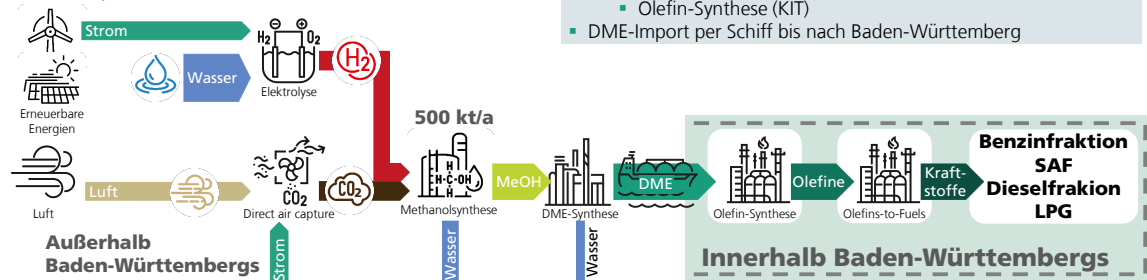 ▪ Olefin-Synthese (KIT)
▪ DME-Import per Schiff bis nach Baden-Württemberg
Strom
H₂ O₂
H₂
Wasser
Elektrolyse
Erneuerbare
Energien
500 kt/a
H
H-C-OH
H
MeOH
DME
Olefine
Kraft-
stoffe
Benzinfraktion
SAF
Dieselfrakion
LPG
Luft
CO₂
CO₂
Luft
Direct air capture
Methanolsynthese
DME-Synthese
Olefin-Synthese
Olefins-to-Fuels
Außerhalb
Baden-Württembergs
Strom
Wasser
Wasser
Innerhalb Baden-Württembergs